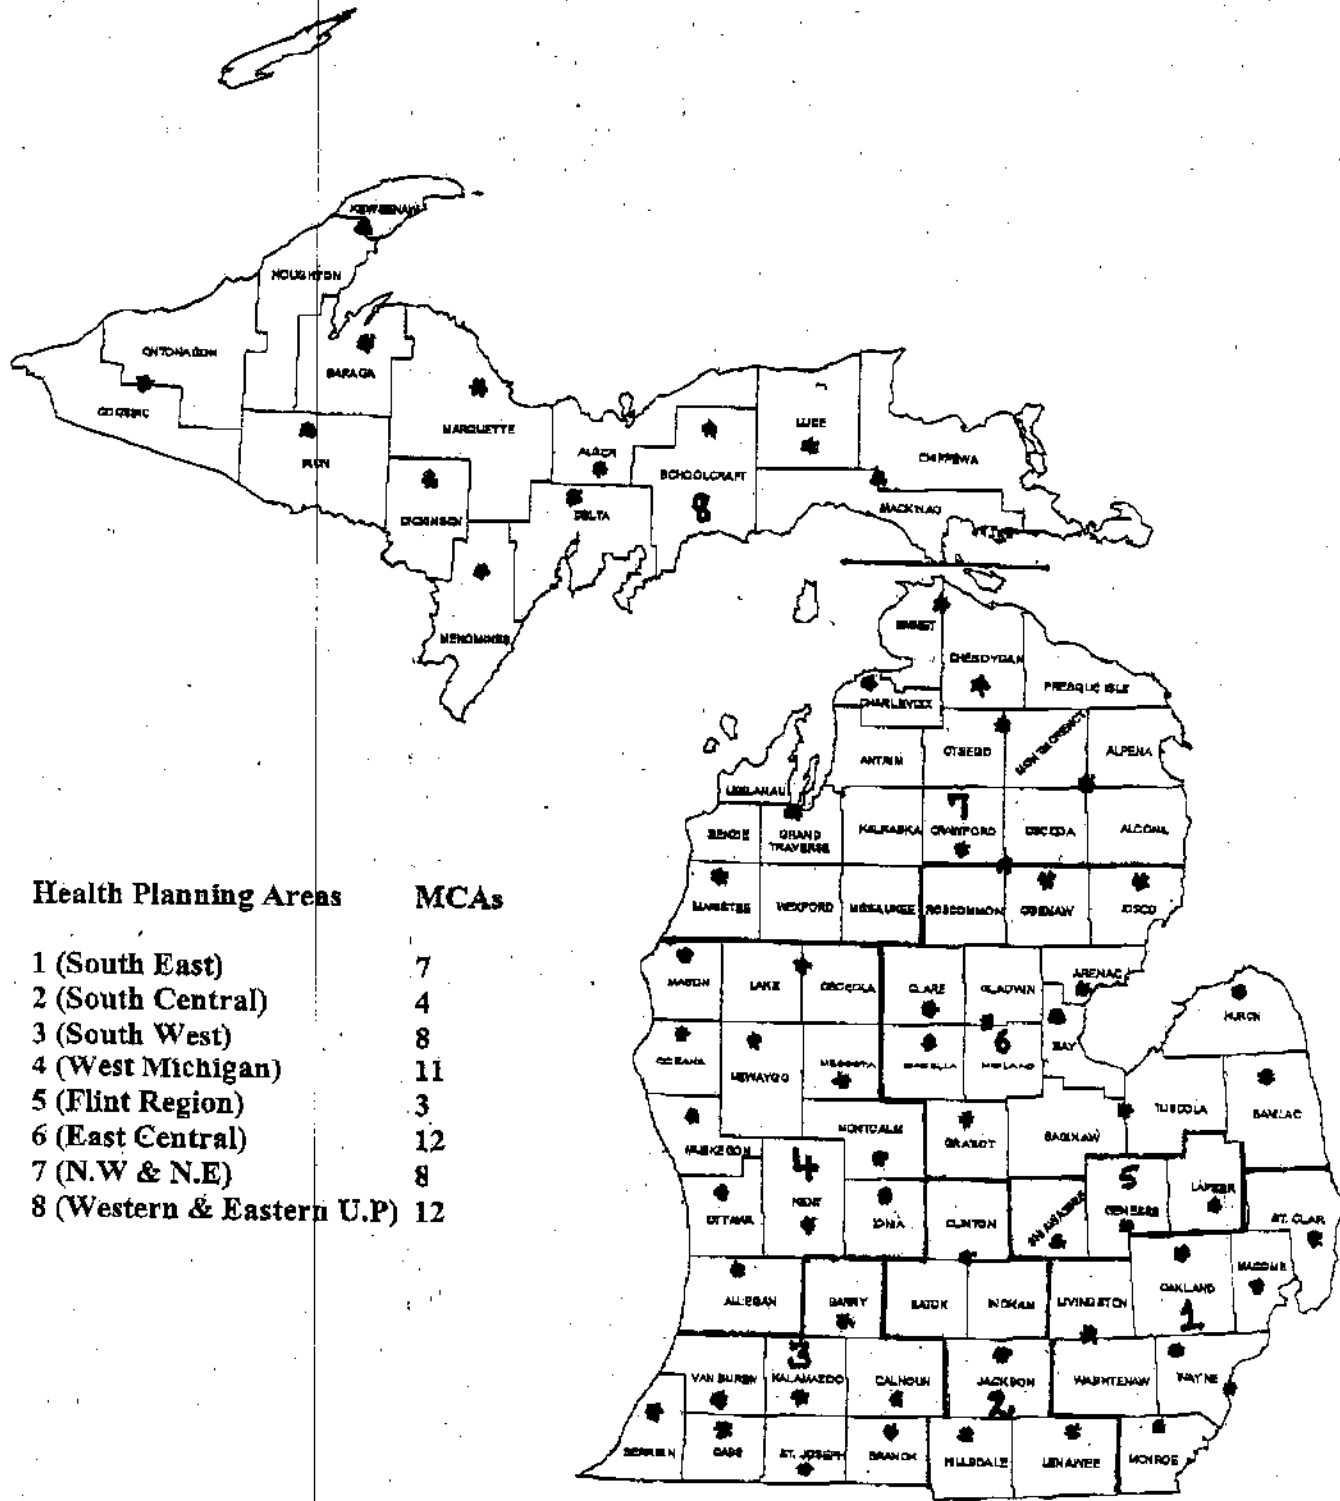 KEWEENAW
HOUGHTON
ONTONAGON
BARAGA
GOGEBIC
MARQUETTE
LUCE
IRON
ALGER
CHIPPEWA
SCHOOLCRAFT
8
DICKINSON
DELTA
MACKINAC
MENOMINEE
EMMET
CHEBOYGAN
PRESQUE ISLE
CHARLEVOIX
ANTRIM
OTSEGO
MONTMORENCY
ALPENA
LEELANAU
7
BENZIE
GRAND TRAVERSE
KALKASKA
CRAWFORD
OSCODA
ALCONA
MANISTEE
WEXFORD
MISSAUKEE
ROSCOMMON
OGEMAW
IOSCO
Health Planning Areas MCAs
1 (South East) 7
2 (South Central) 4
3 (South West) 8
4 (West Michigan) 11
5 (Flint Region) 3
6 (East Central) 12
7 (N.W & N.E) 8
8 (Western & Eastern U.P) 12
MASON
LAKE
OSCEOLA
CLARE
GLADWIN
ARENAC
HURON
OCEANA
NEWAYGO
MECOSTA
ISABELLA
6
MIDLAND
BAY
MUSKEGON
MONTCALM
GRATIOT
SAGINAW
TUSCOLA
SANILAC
4
5
OTTAWA
KENT
IONIA
CLINTON
SHIAWASSEE
GENESEE
LAPEER
ST. CLAIR
ALLEGAN
BARRY
EATON
INGHAM
LIVINGSTON
OAKLAND
MACOMB
1
3
VAN BUREN
KALAMAZOO
CALHOUN
JACKSON
2
WASHTENAW
WAYNE
BERRIEN
CASS
ST. JOSEPH
BRANCH
HILLSDALE
LENAWEE
MONROE